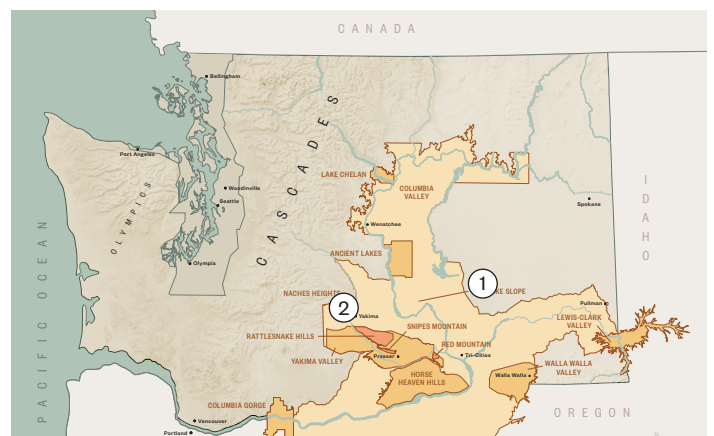 CANADA
Bellingham
Port Angeles
CASCADES
OLYMPICS
Woodinville
Seattle
Olympia
LAKE CHELAN
COLUMBIA
VALLEY
Wenatchee
Spokane
IDAHO
PACIFIC OCEAN
ANCIENT LAKES
1
KE SLOPE
NACHES HEIGHTS
2
Yakima
Pullman
LEWIS-CLARK
VALLEY
RATTLESNAKE HILLS
SNIPES MOUNTAIN
RED MOUNTAIN
YAKIMA VALLEY
Prosser
Tri-Cities
WALLA WALLA
VALLEY
Walla Walla
HORSE
HEAVEN HILLS
COLUMBIA GORGE
OREGON
Vancouver
Portland